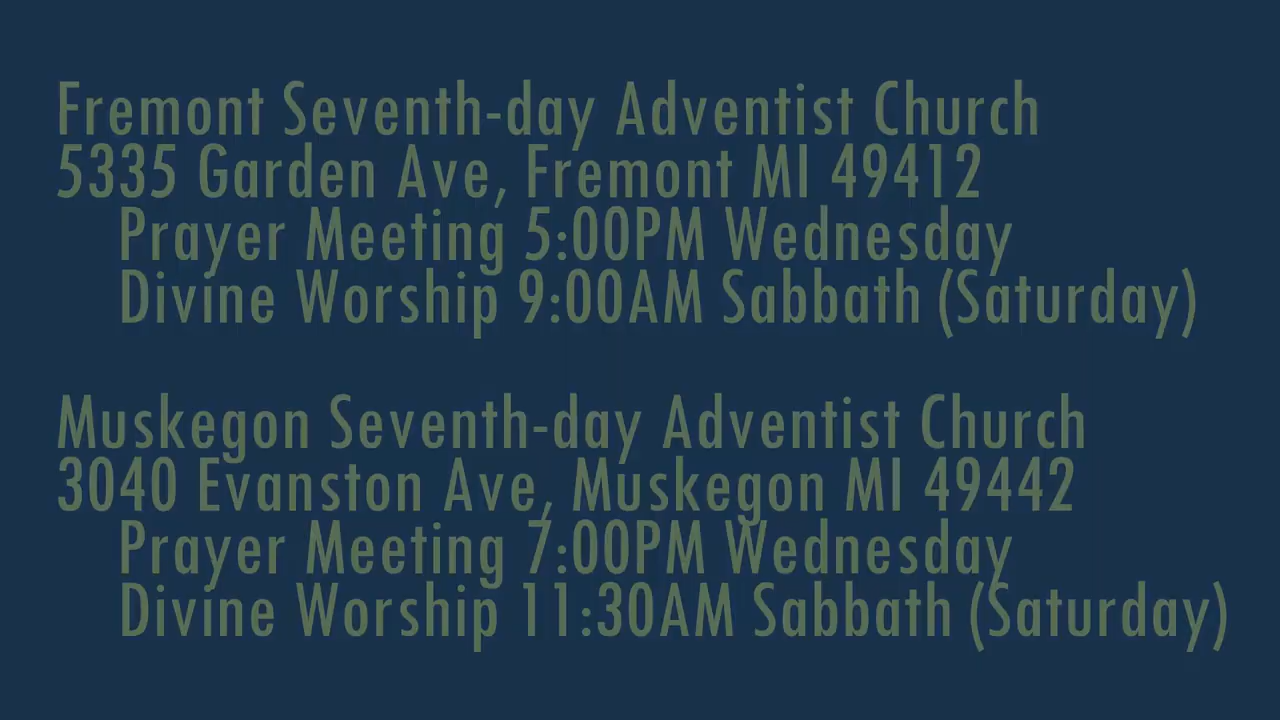 Fremont Seventh-day Adventist Church
5335 Garden Ave, Fremont MI 49412
Prayer Meeting 5:00PM Wednesday
Divine Worship 9:00AM Sabbath (Saturday)
Muskegon Seventh-day Adventist Church
3040 Evanston Ave, Muskegon MI 49442
Prayer Meeting 7:00PM Wednesday
Divine Worship 11:30AM Sabbath (Saturday)